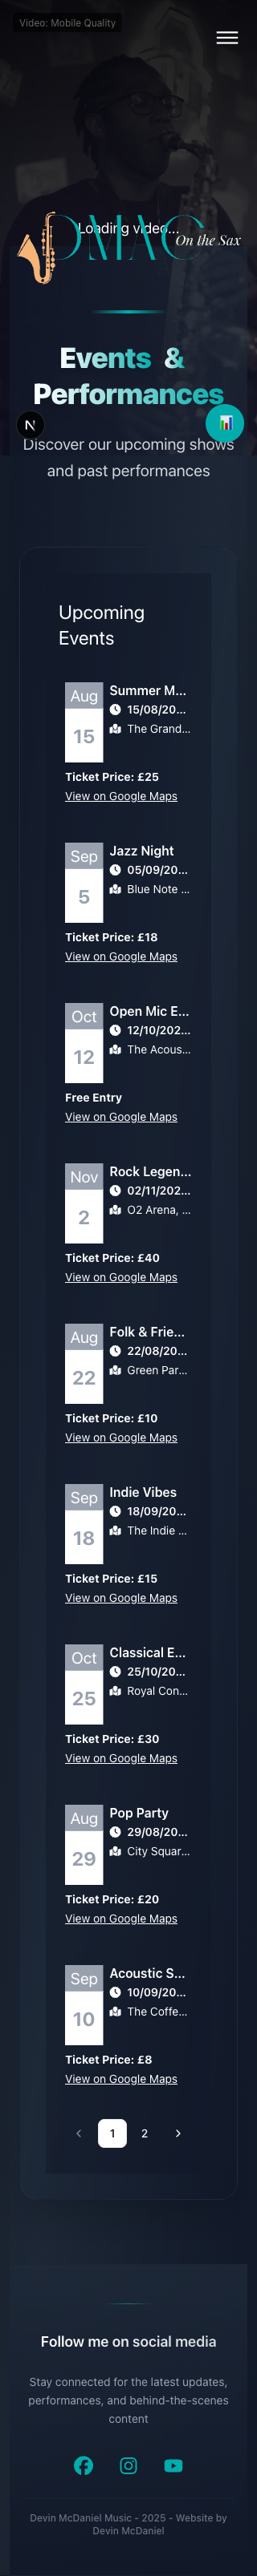 Video: Mobile Quality
Loading video...
DMAC
On the Sax
Events &
Performances
N
Discover our upcoming shows
and past performances
Upcoming
Events
Aug
15
Summer M...
15/08/20...
The Grand...
Ticket Price: £25
View on Google Maps
Sep
5
Jazz Night
05/09/20...
Blue Note ...
Ticket Price: £18
View on Google Maps
Oct
12
Open Mic E...
12/10/202...
The Acous...
Free Entry
View on Google Maps
Nov
2
Rock Legen...
02/11/202...
O2 Arena, ...
Ticket Price: £40
View on Google Maps
Aug
22
Folk & Frie...
22/08/20...
Green Par...
Ticket Price: £10
View on Google Maps
Sep
18
Indie Vibes
18/09/20...
The Indie ...
Ticket Price: £15
View on Google Maps
Oct
25
Classical E...
25/10/20...
Royal Con...
Ticket Price: £30
View on Google Maps
Aug
29
Pop Party
29/08/20...
City Squar...
Ticket Price: £20
View on Google Maps
Sep
10
Acoustic S...
10/09/20...
The Coffe...
Ticket Price: £8
View on Google Maps
1 2
Follow me on social media
Stay connected for the latest updates,
performances, and behind-the-scenes
content
Devin McDaniel Music - 2025 - Website by
Devin McDaniel